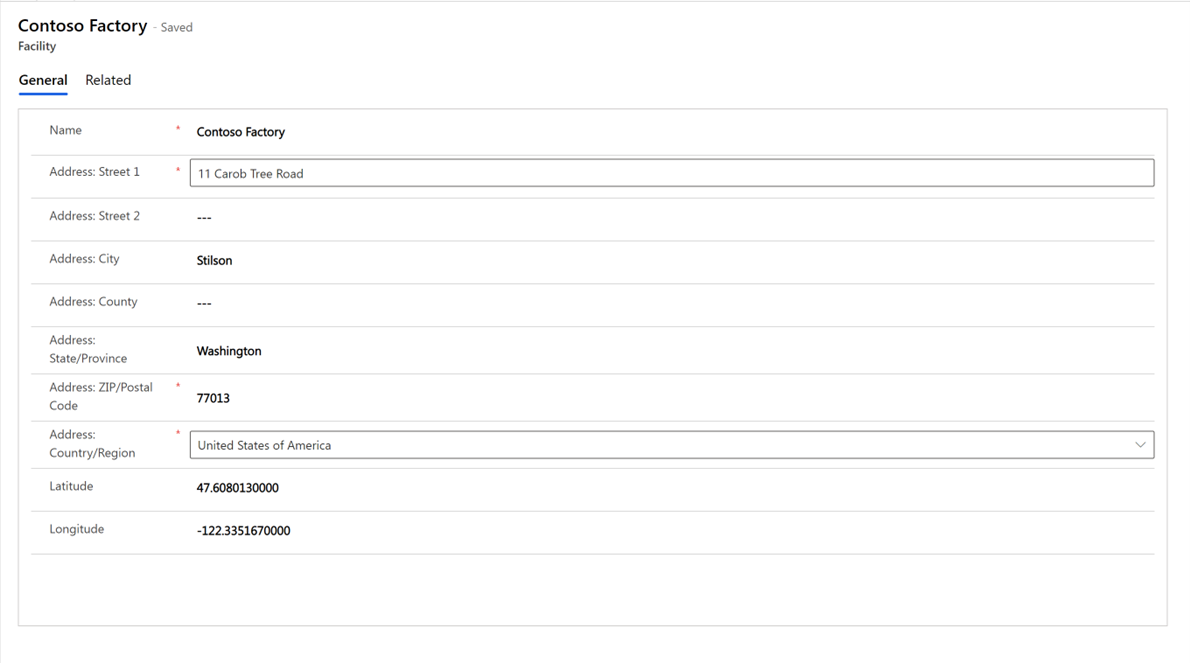 Contoso Factory - Saved
Facility
General Related
Name * Contoso Factory
Address: Street 1 * 11 Carob Tree Road
Address: Street 2 ---
Address: City Stilson
Address: County ---
Address:
State/Province Washington
Address: ZIP/Postal *
Code 77013
Address: *
Country/Region United States of America
Latitude 47.6080130000
Longitude -122.3351670000